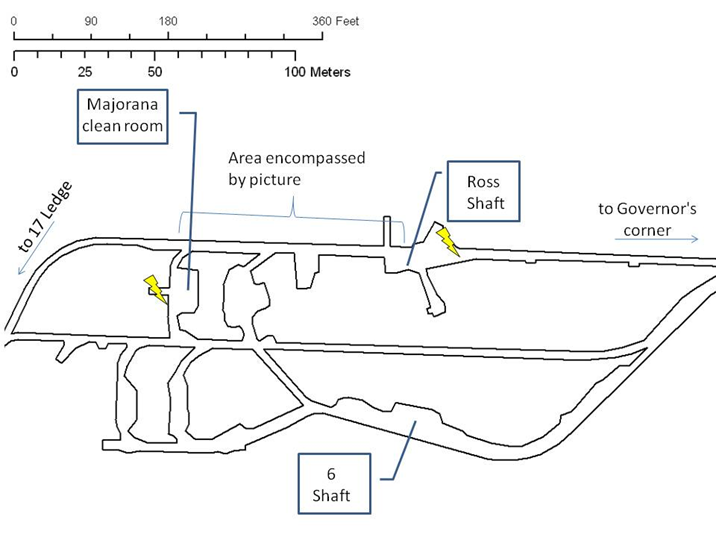 0 90 180 360 Feet
0 25 50 100 Meters
Majorana
clean room
Area encompassed
by picture
Ross
Shaft
to 17 Ledge
to Governor's
corner
6
Shaft